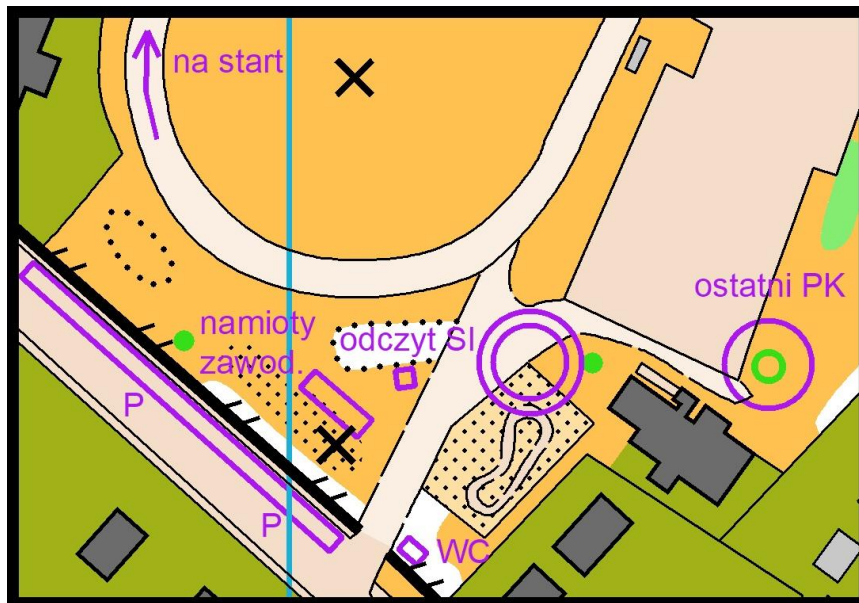 na start
ostatni PK
namioty
zawod.
odczyt SI
P
P
WC